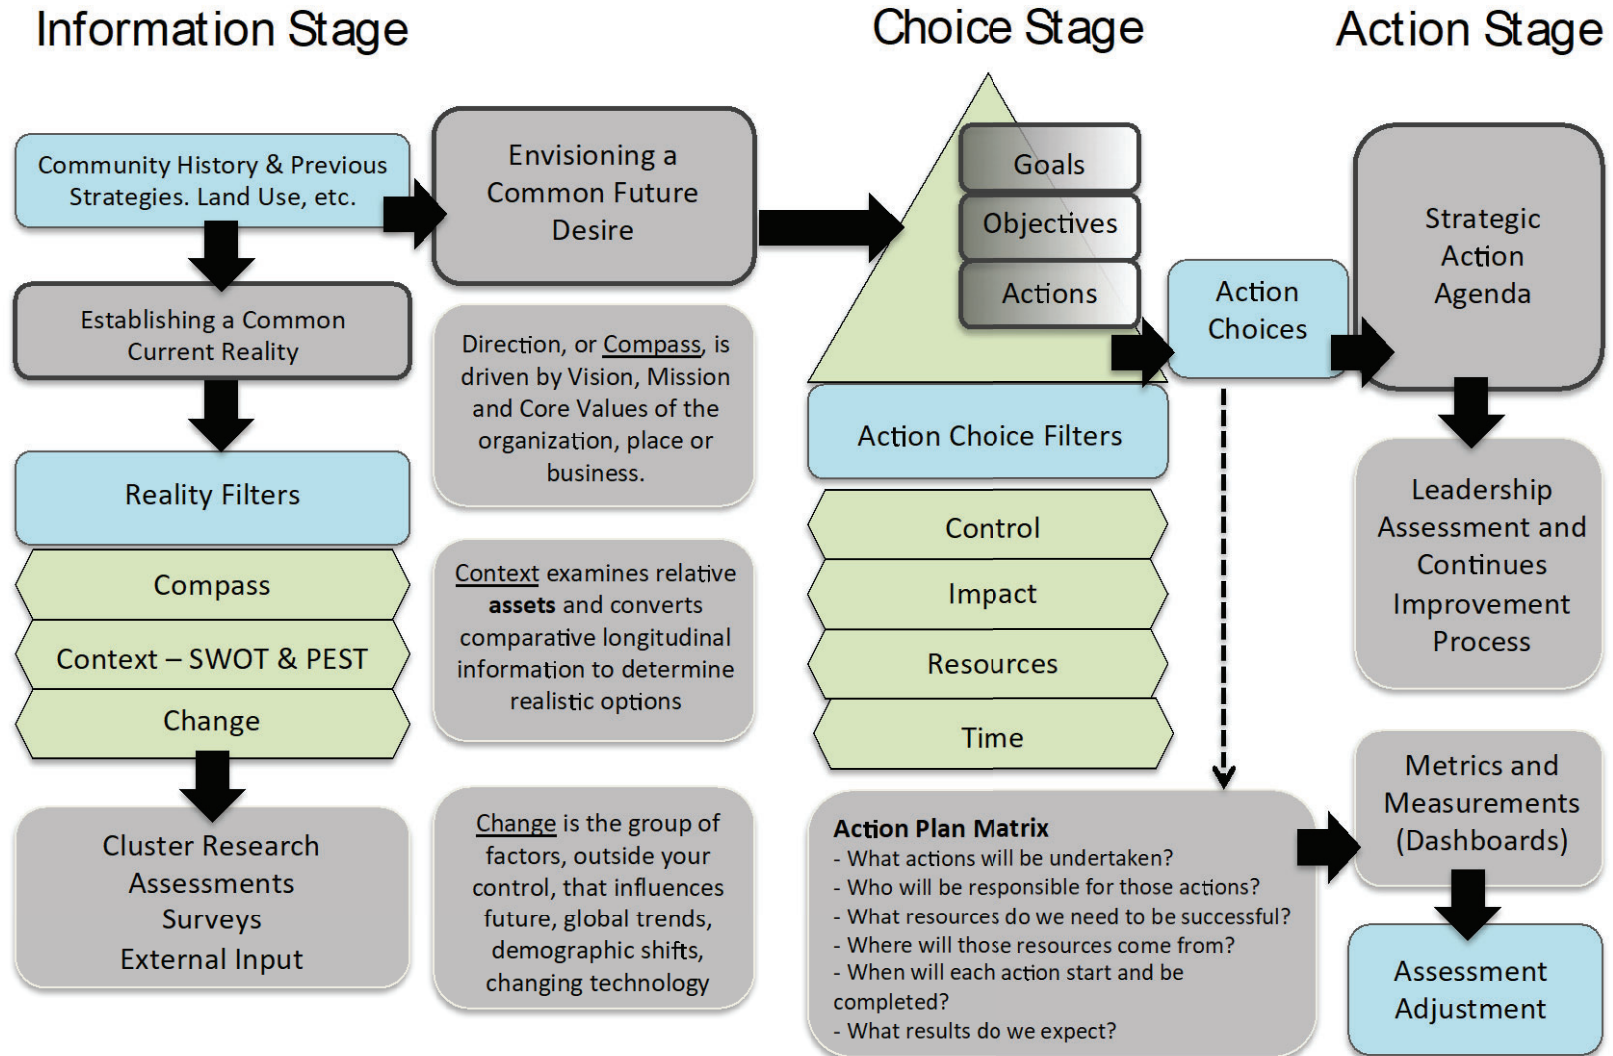 Information Stage
Choice Stage
Action Stage
Community History & Previous
Strategies. Land Use, etc.
Establishing a Common
Current Reality
Reality Filters
Compass
Context – SWOT & PEST
Change
Cluster Research
Assessments
Surveys
External Input
Envisioning a
Common Future
Desire
Direction, or Compass, is
driven by Vision, Mission
and Core Values of the
organization, place or
business.
Context examines relative
assets and converts
comparative longitudinal
information to determine
realistic options
Change is the group of
factors, outside your
control, that influences
future, global trends,
demographic shifts,
changing technology
Goals
Objectives
Actions
Action Choice Filters
Control
Impact
Resources
Time
Action
Choices
Action Plan Matrix
- What actions will be undertaken?
- Who will be responsible for those actions?
- What resources do we need to be successful?
- Where will those resources come from?
- When will each action start and be
completed?
- What results do we expect?
Strategic
Action
Agenda
Leadership
Assessment and
Continues
Improvement
Process
Metrics and
Measurements
(Dashboards)
Assessment
Adjustment